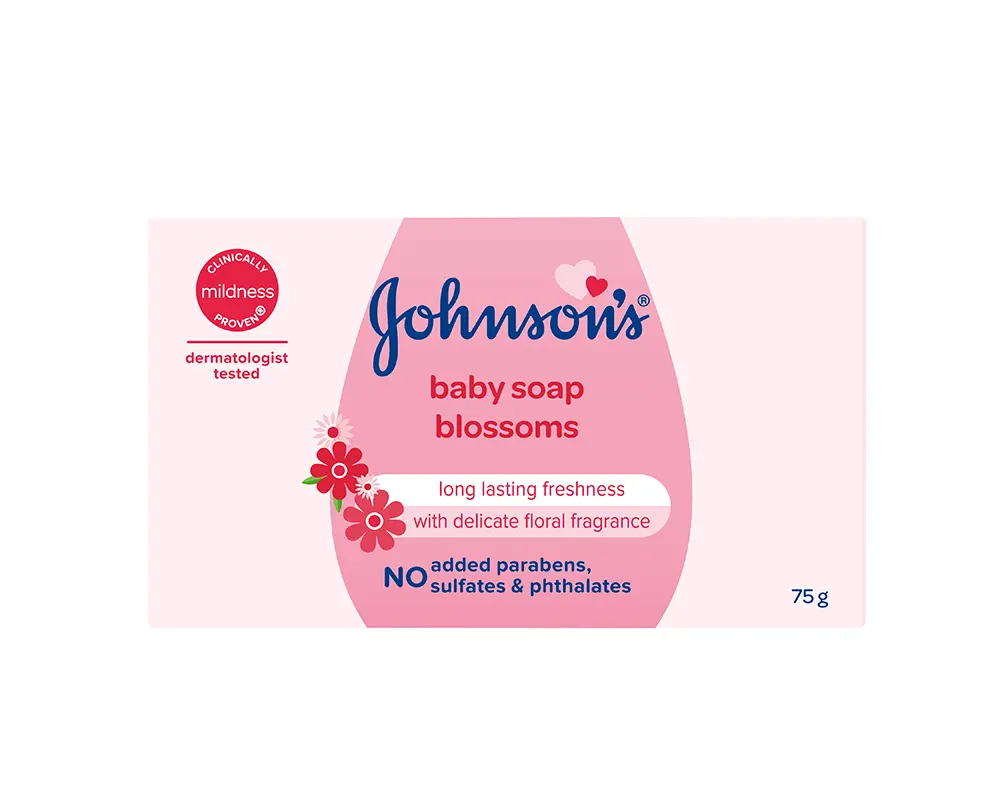 CLINICALLY
mildness
PROVEN®
dermatologist
tested
Johnson's®
baby soap
blossoms
long lasting freshness
with delicate floral fragrance
NO added parabens,
sulfates & phthalates
75 g